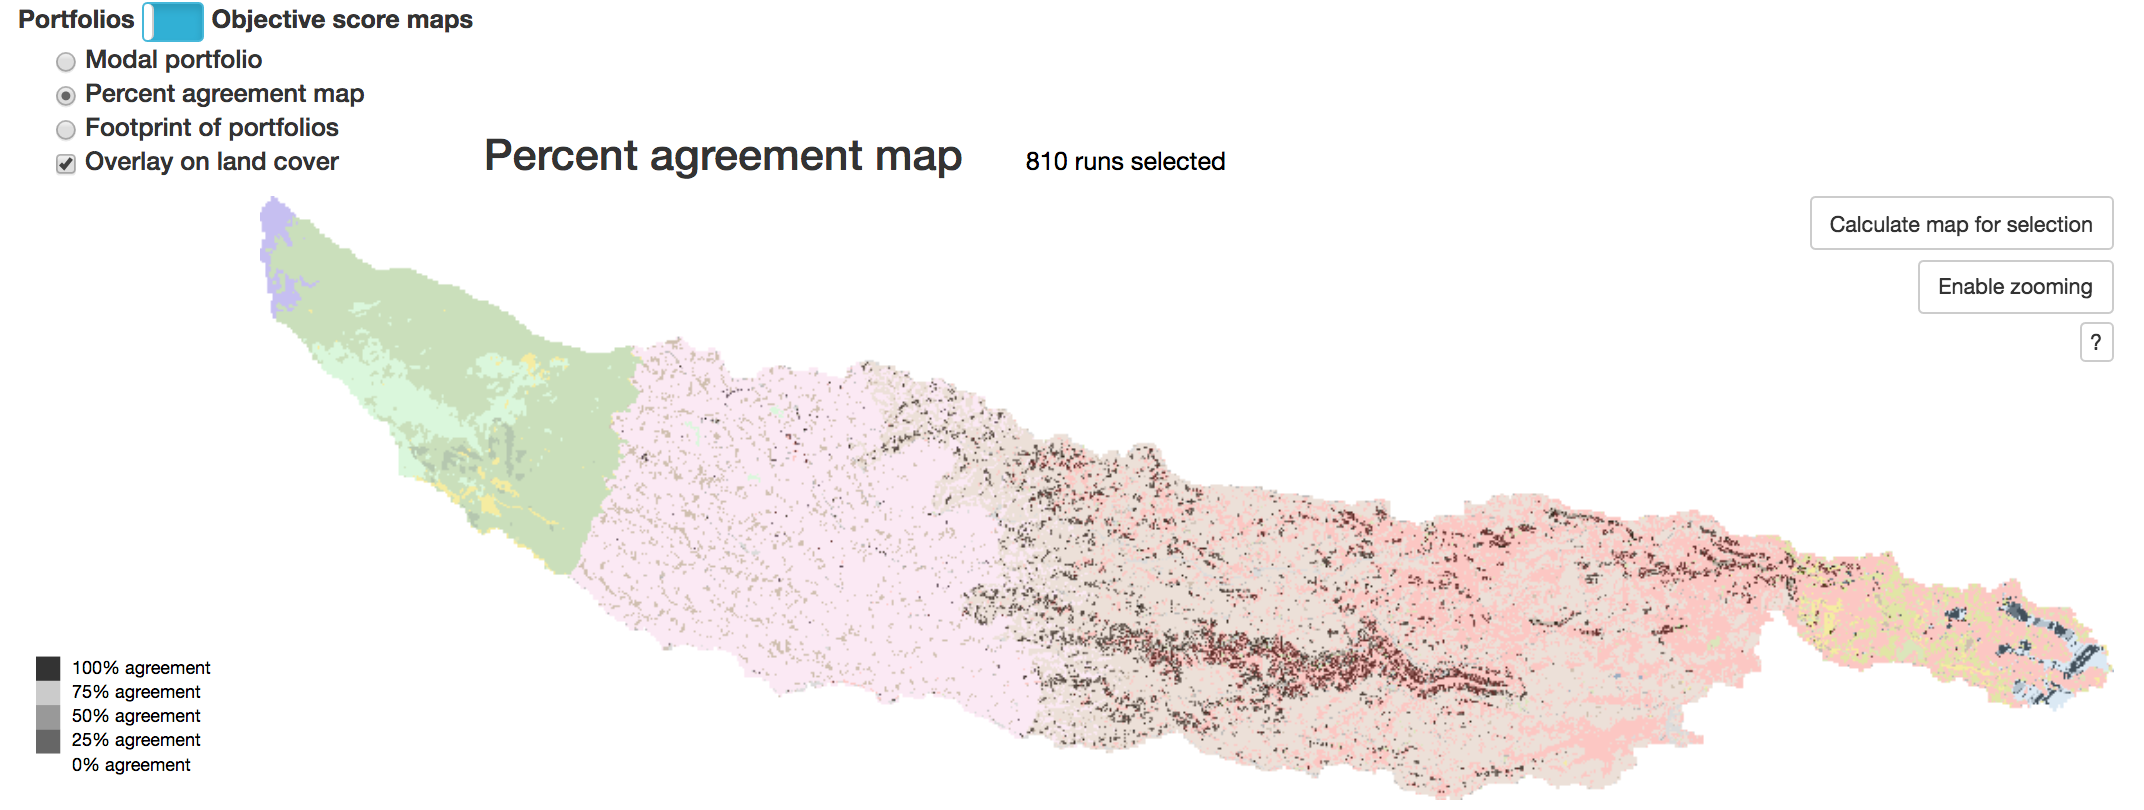 Portfolios Objective score maps
Modal portfolio
Percent agreement map
Footprint of portfolios
Overlay on land cover
Percent agreement map 810 runs selected
Calculate map for selection
Enable zooming
?
100% agreement
75% agreement
50% agreement
25% agreement
0% agreement